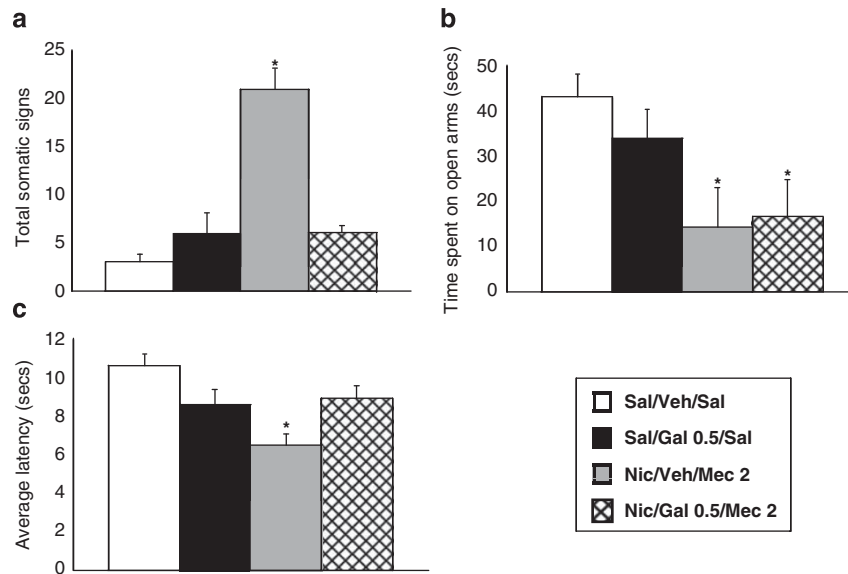 a
Total somatic signs
25
20
15
10
5
0
*
b
Time spent on open arms (secs)
50
40
30
20
10
0
*
*
c
Average latency (secs)
12
10
8
6
4
2
0
*
Sal/Veh/Sal
Sal/Gal 0.5/Sal
Nic/Veh/Mec 2
Nic/Gal 0.5/Mec 2